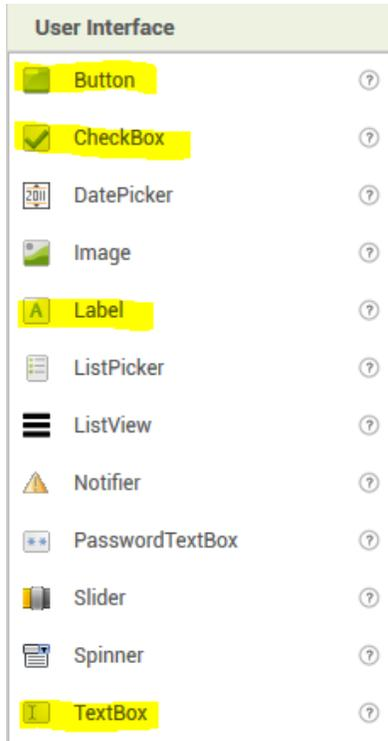 User Interface
Button
CheckBox
2011 DatePicker
Image
A Label
ListPicker
ListView
Notifier
** PasswordTextBox
Slider
Spinner
TextBox